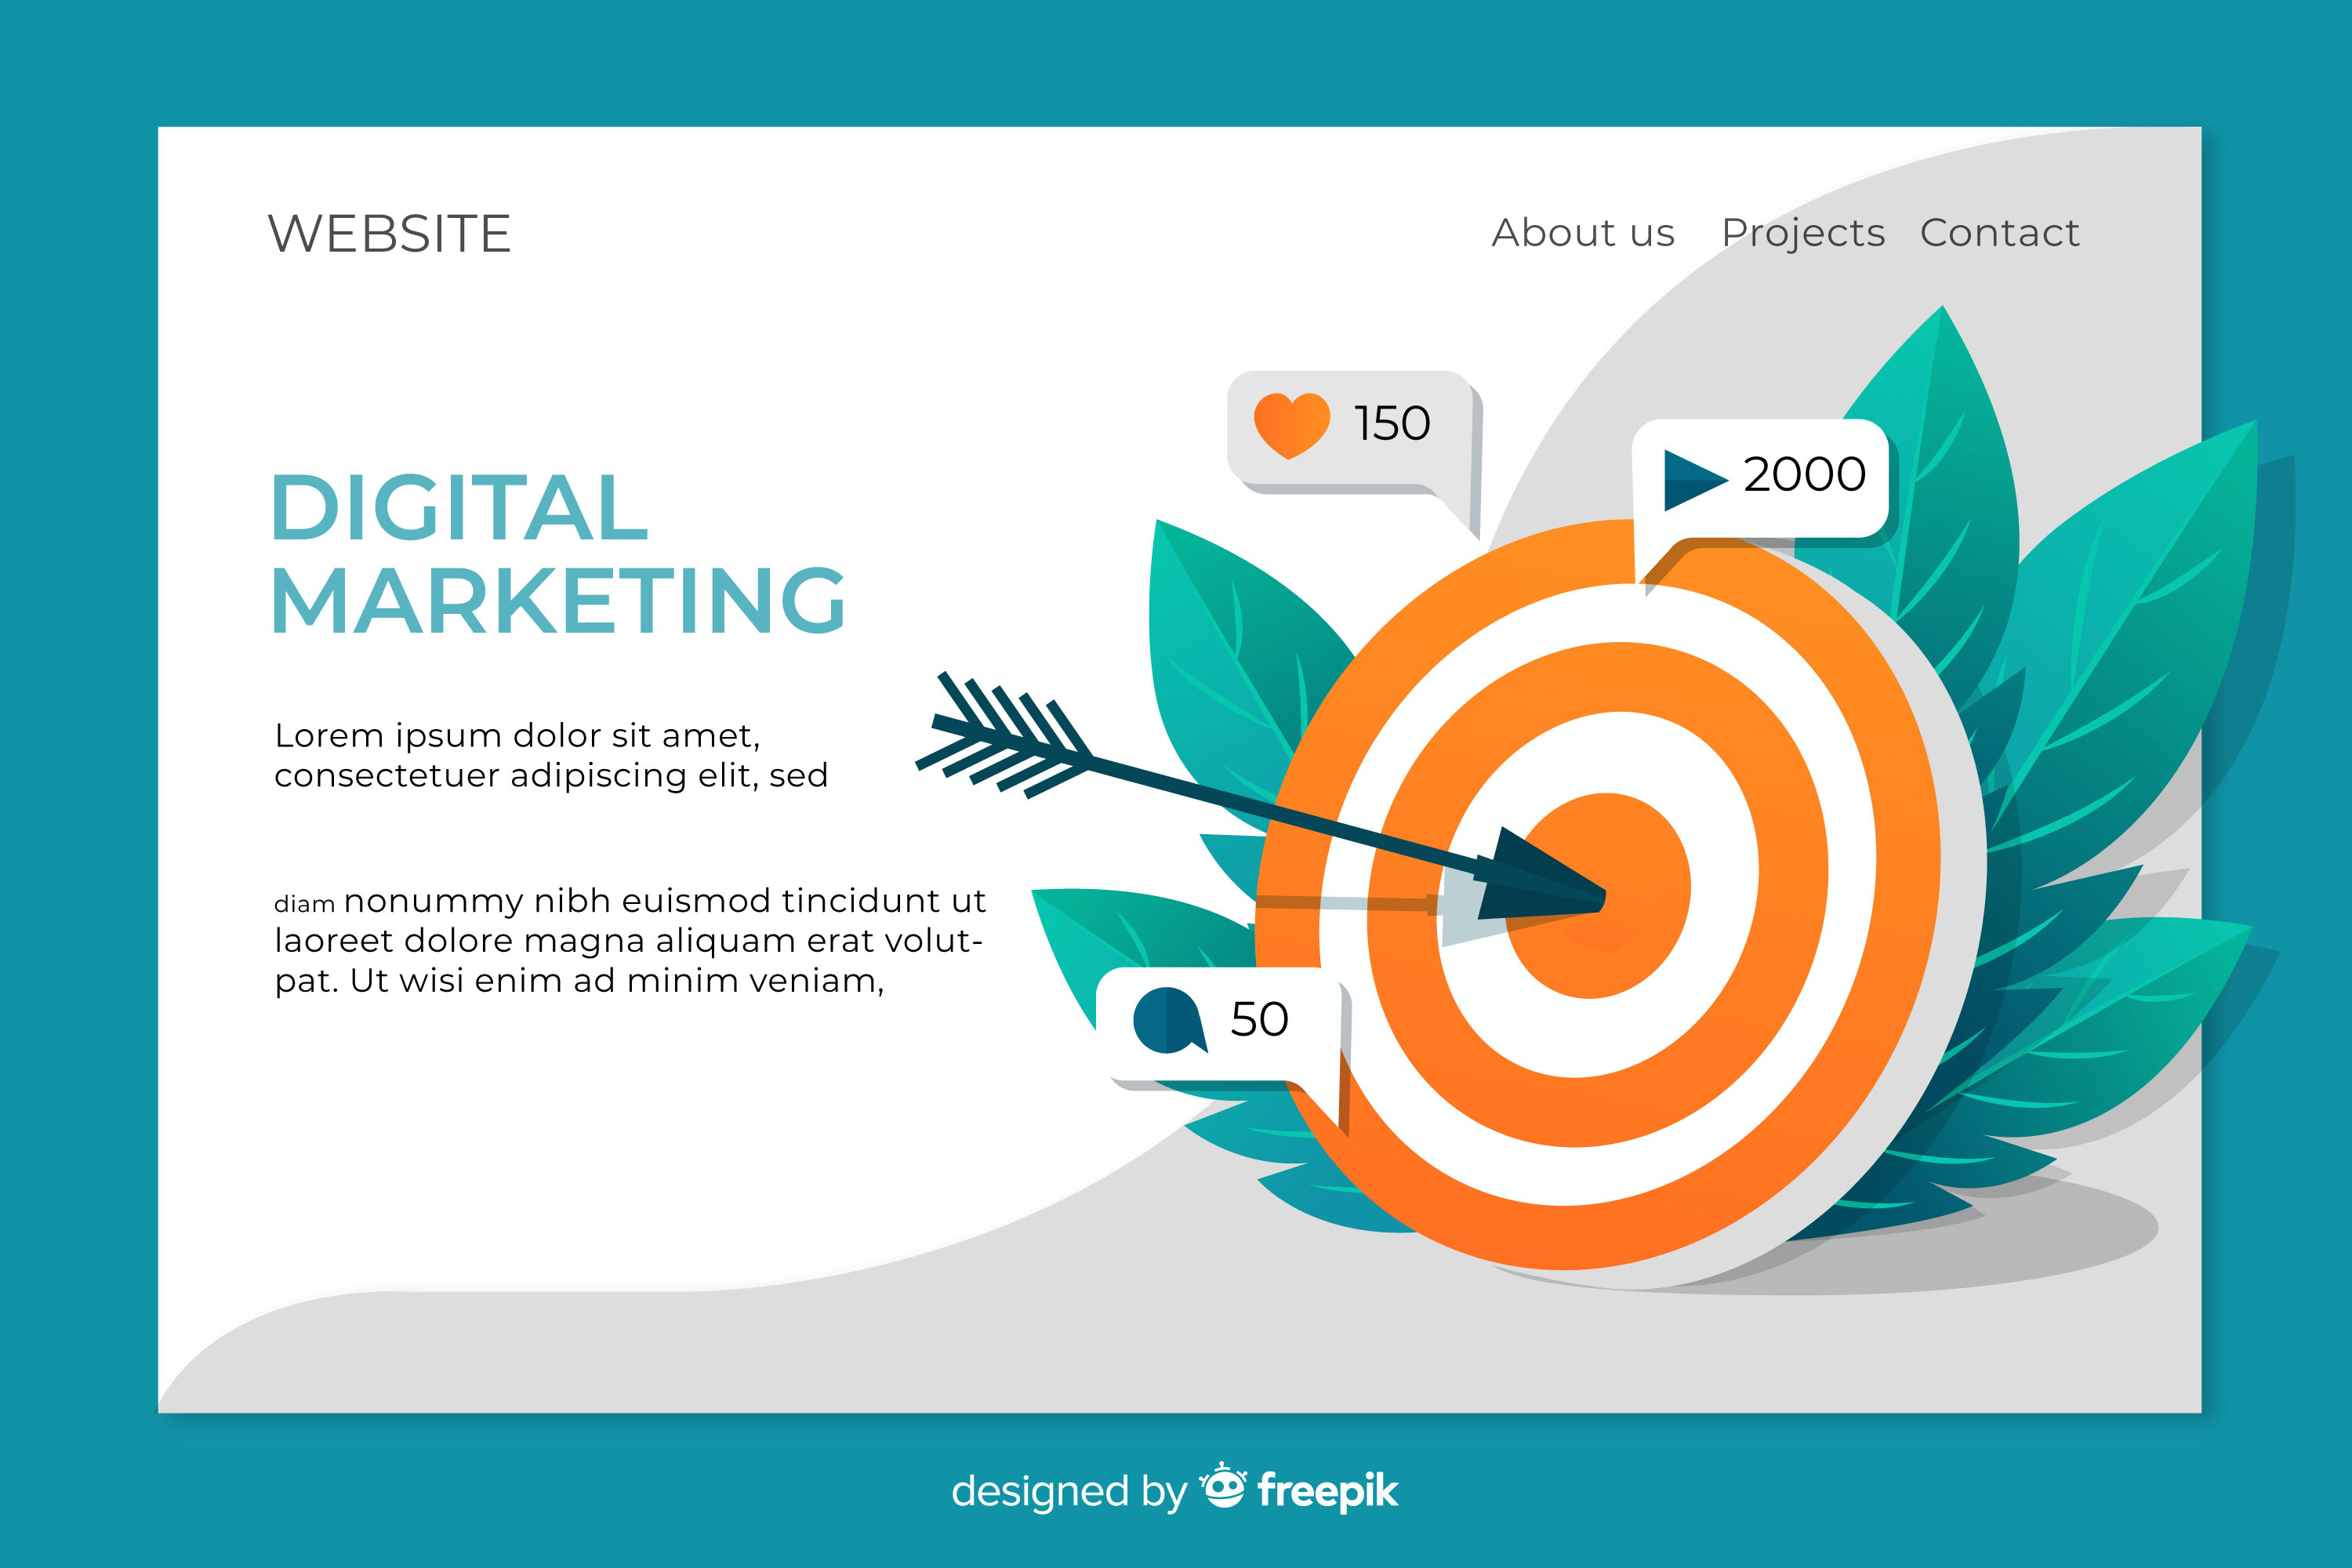 WEBSITE
About us Projects Contact
150
2000
DIGITAL
MARKETING
Lorem ipsum dolor sit amet,
consectetuer adipiscing elit, sed
diam nonummy nibh euismod tincidunt ut
laoreet dolore magna aliquam erat volut-
pat. Ut wisi enim ad minim veniam,
50
designed by freepik